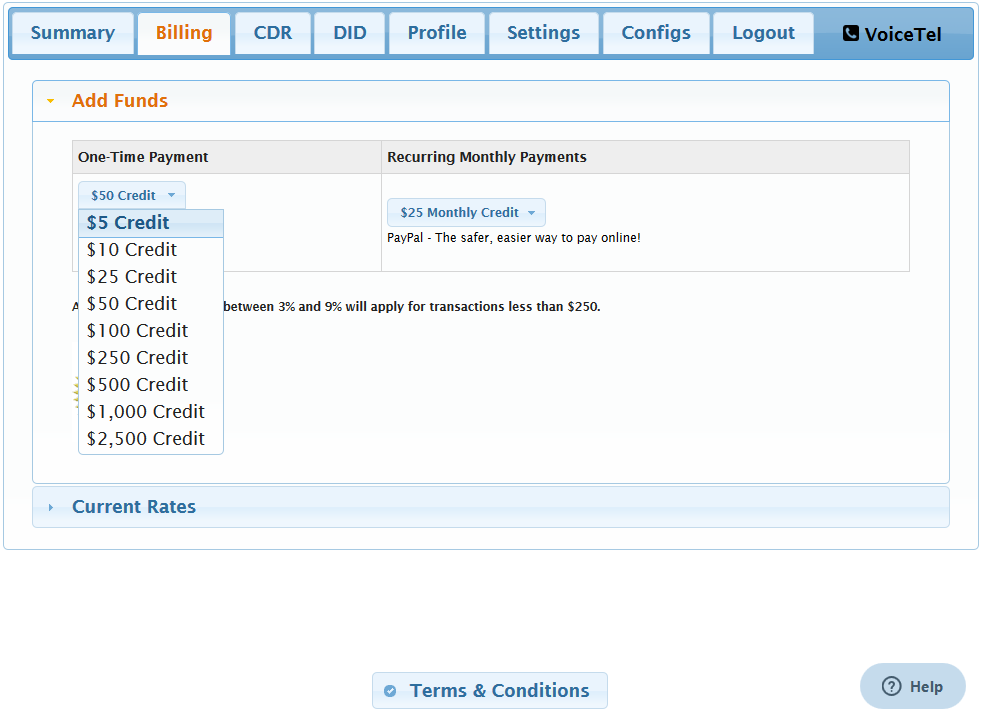 Summary Billing CDR DID Profile Settings Configs Logout VoiceTel
Add Funds
One-Time Payment Recurring Monthly Payments
$50 Credit
$25 Monthly Credit
PayPal - The safer, easier way to pay online!
$5 Credit
$10 Credit
$25 Credit
$50 Credit
$100 Credit
$250 Credit
$500 Credit
$1,000 Credit
$2,500 Credit
between 3% and 9% will apply for transactions less than $250.
Current Rates
Terms & Conditions
Help